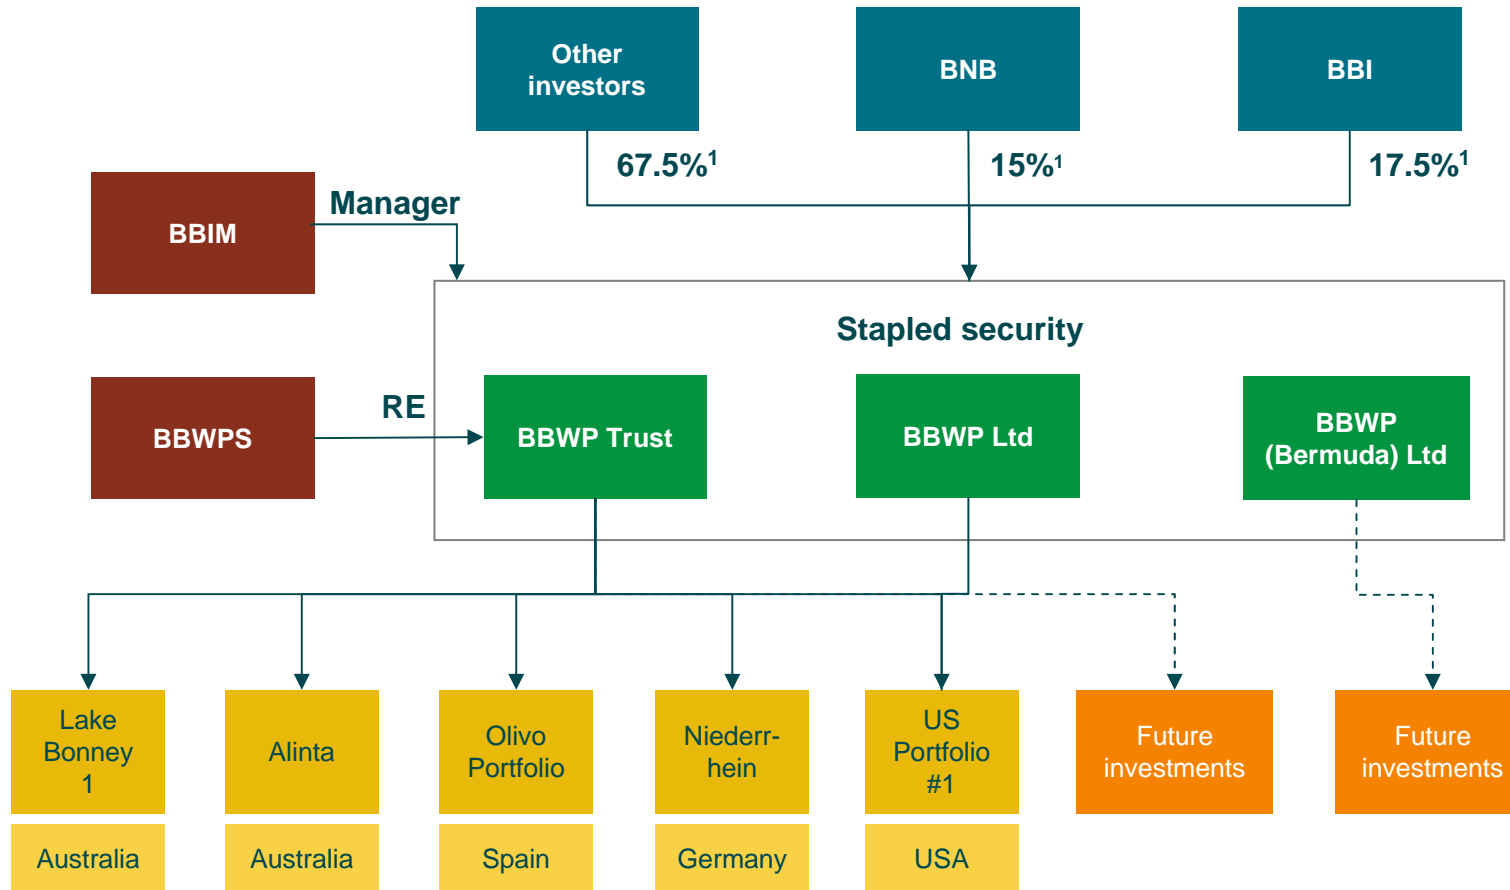 Other
investors
BNB
BBI
67.5%1
15%1
17.5%1
BBIM
Manager
Stapled security
BBWPS
RE
BBWP Trust
BBWP Ltd
BBWP
(Bermuda) Ltd
Lake
Bonney
1
Alinta
Olivo
Portfolio
Niederr-
hein
US
Portfolio
#1
Future
investments
Future
investments
Australia
Australia
Spain
Germany
USA